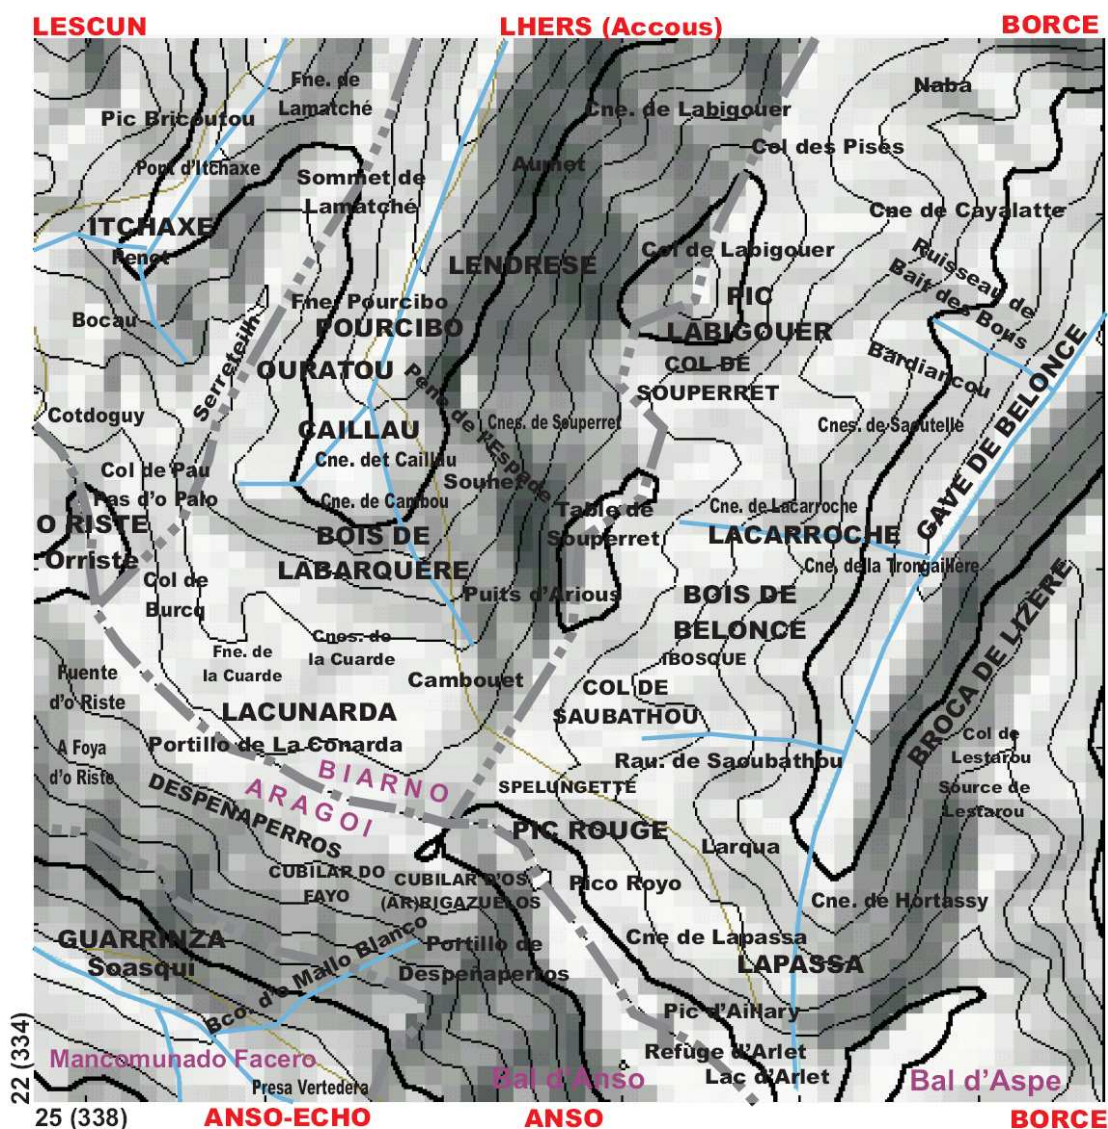 LESCUN
LHERS (Accous)
BORCE
Fne. de
Lamatché
Pic Bricoutou
Pont d'Itchaxe
Sommet de
Lamatché
ITCHAXE
Penot
Bocau
Cne. de Labigouer
Aumet
Naba
Col des Pisés
Cne de Cayalatte
Col de Labigouer
LENDRESE
PIC
LABIGOUER
Ruisseau de
Bait des Bous
Bardiancou
Fne. Pourcibo
POURCIBO
OURATOU
Serreteilh
COL DE
SOUPERRET
Cotdoguy
CAILLAU
Pene de l'Espade
Cnes. de Souperret
Cnes. de Saoutelle
GAVE DE BELONCE
Col de Pau
Pas d'o Palo
Cne. det Caillau
Souhet
Cne. de Cambou
O RISTE
Orriste
BOIS DE
LABARQUERE
Table de
Souperret
Cne. de Lacarroche
LACARROCHE
Cne. de la Trongaillère
Col de
Burcq
Puits d'Arious
BOIS DE
BELONCE
IBOSQUE
BROCA DE LIZERE
Fuente
d'o Riste
Fne. de
la Cuarde
Cnes. de
la Cuarde
Cambouet
COL DE
SAUBATHOU
LACUNARDA
Portillo de La Conarda
A Foya
d'o Riste
Rau. de Saoubathou
Col de
Lestarou
Source de
Lestarou
BIARNO
ARAGOI
DESPEÑAPERROS
SPELUNGETTE
PIC ROUGE
Larqua
CUBILAR DO
FAYO
CUBILAR D'OS
(AR)RIGAZUELOS
Pico Royo
Cne. de Hortassy
GUARRINZA
Soasqui
Bco. d'e Mallo Blanco
Portillo de
Despeñaperros
Cne de Lapassa
LAPASSA
Pic d'Aillary
Mancomunado Facero
Presa Vertedera
Bal d'Anso
Refuge d'Arlet
Lac d'Arlet
Bal d'Aspe
22 (334)
25 (338)
ANSO-ECHO
ANSO
BORCE